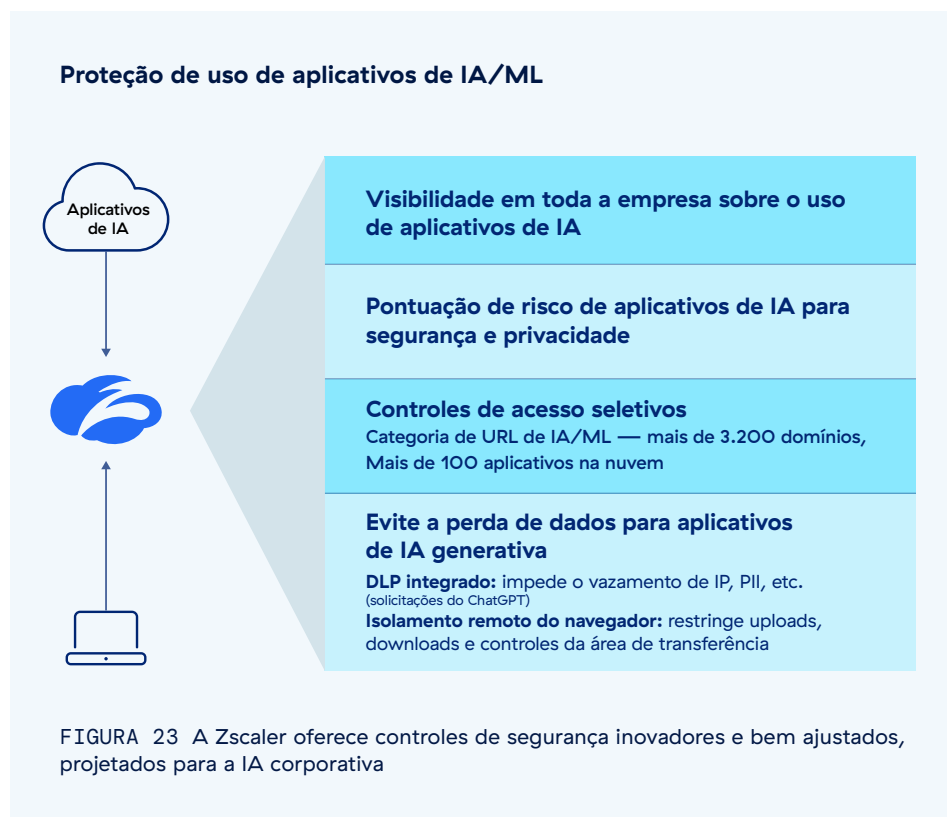 Proteção de uso de aplicativos de IA/ML
Aplicativos
de IA
Visibilidade em toda a empresa sobre o uso
de aplicativos de IA
Pontuação de risco de aplicativos de IA para
segurança e privacidade
Controles de acesso seletivos
Categoria de URL de IA/ML — mais de 3.200 domínios,
Mais de 100 aplicativos na nuvem
Evite a perda de dados para aplicativos
de IA generativa
DLP integrado: impede o vazamento de IP, PII, etc.
(solicitações do ChatGPT)
Isolamento remoto do navegador: restringe uploads,
downloads e controles da área de transferência
FIGURA 23 A Zscaler oferece controles de segurança inovadores e bem ajustados,
projetados para a IA corporativa